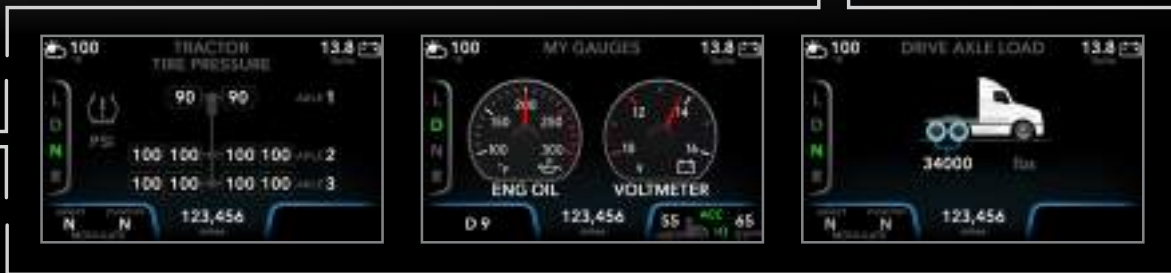 100 TRACTOR 13.8
TIRE PRESSURE
90 90 AXLE 1
PSI
100 100 100 100 AXLE 2
100 100 100 100 AXLE 3
L
D
N
R
N N 123,456
miles
100 MY GAUGES 13.8
L
D
N
R
150 200 250
100 300
°F
ENG OIL
12 14
10 16
V
VOLTMETER
D 9 123,456 55 ACC 65
miles
100 DRIVE AXLE LOAD 13.8
L
D
N
R
34000 lbs
N N 123,456
miles